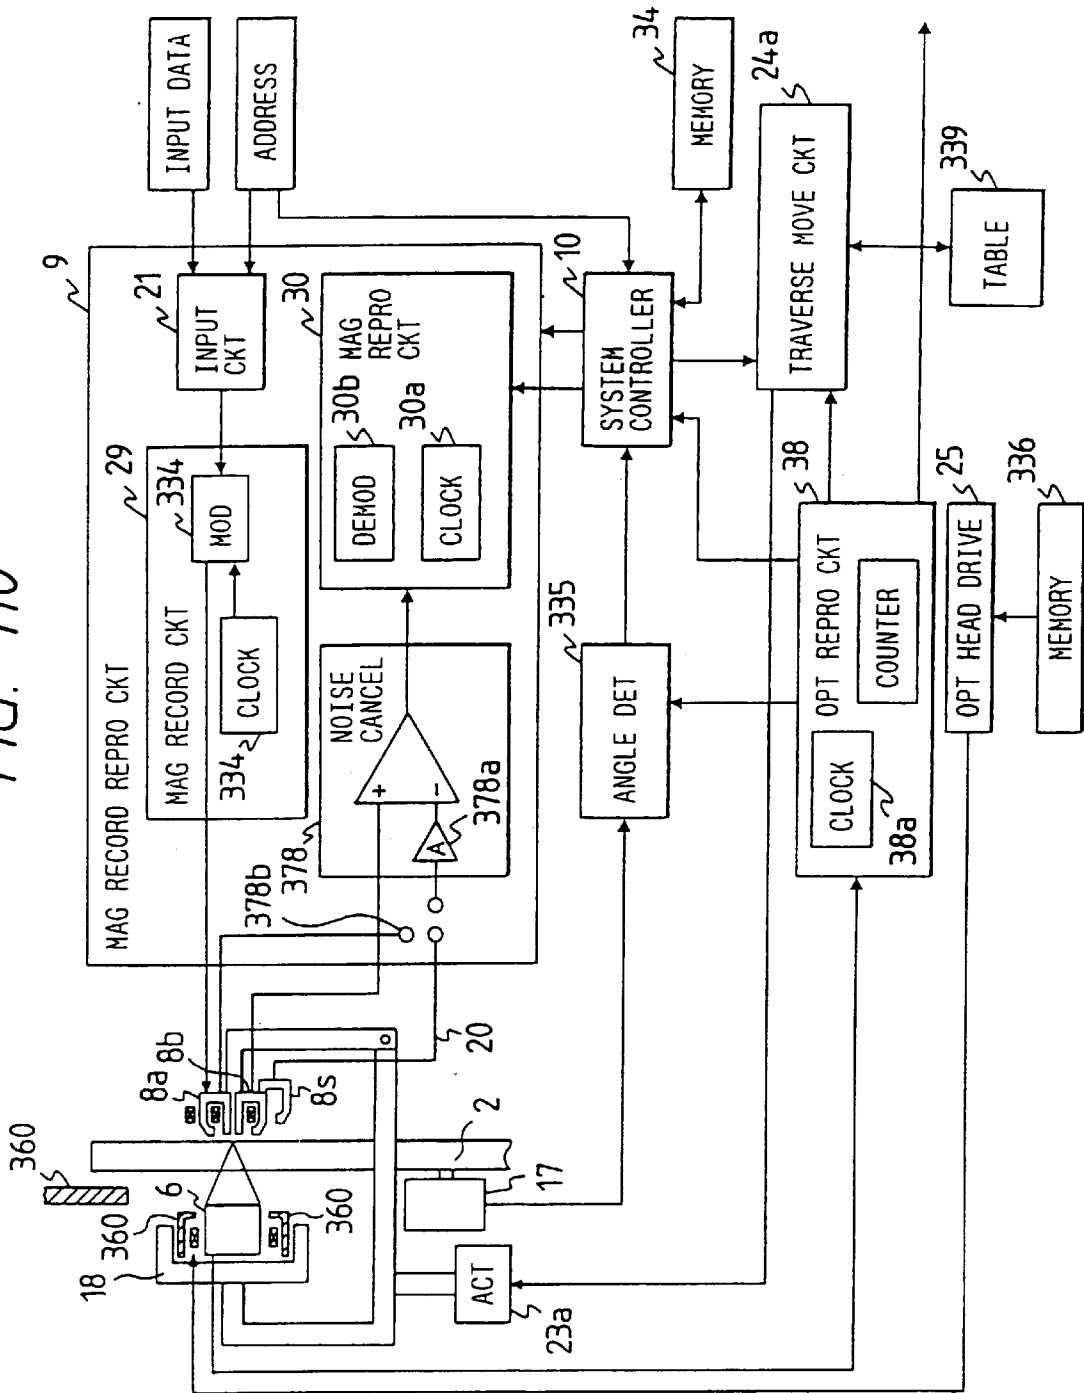 FIG. 110
INPUT DATA
ADDRESS
9
MAG RECORD REPRO CKT
21
INPUT
CKT
29
334
MOD
MAG RECORD CKT
CLOCK
334
30
MAG
REPRO
CKT
30b
DEMOD
30a
CLOCK
NOISE
CANCEL
+
-
A
378
378a
378b
34
MEMORY
10
SYSTEM
CONTROLLER
24a
TRAVERSE MOVE CKT
339
TABLE
335
ANGLE DET
38
OPT REPRO CKT
COUNTER
CLOCK
38a
25
OPT HEAD DRIVE
336
MEMORY
8a
8b
8s
20
2
17
360
6
360
360
18
ACT
23a